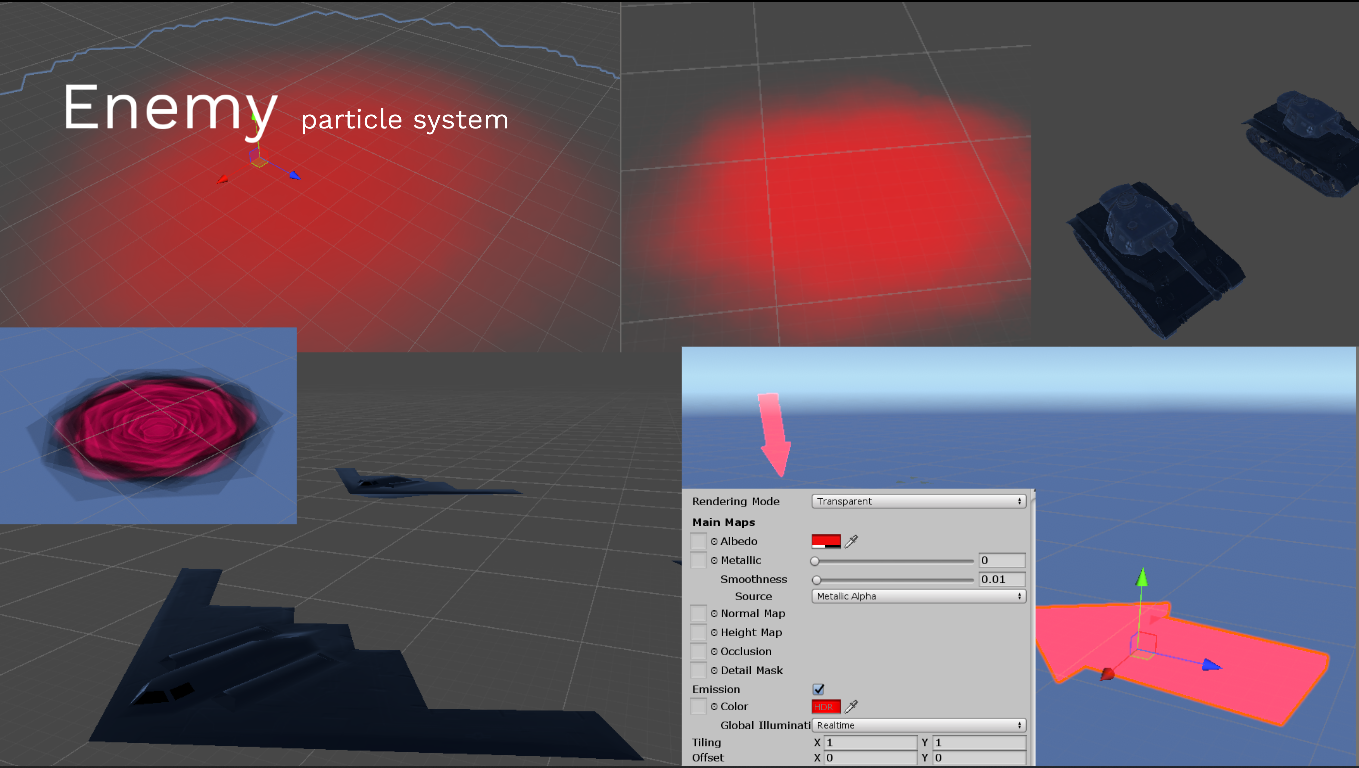 Enemy particle system
Rendering Mode Transparent
Main Maps
Albedo
Metallic 0
Smoothness 0.01
Source Metallic Alpha
Normal Map
Height Map
Occlusion
Detail Mask
Emission
Color HDR
Global Illuminati Realtime
Tiling X 1 Y 1
Offset X 0 Y 0